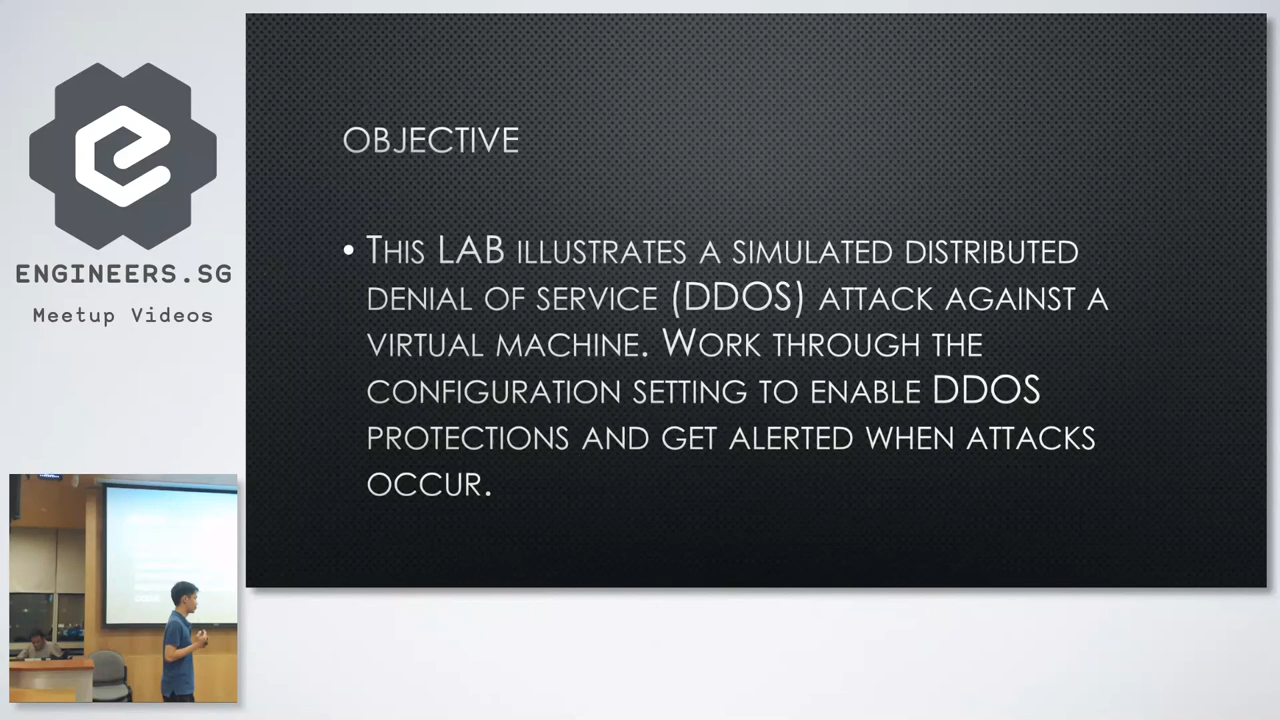 ENGINEERS.SG
Meetup Videos
OBJECTIVE
• THIS LAB ILLUSTRATES A SIMULATED DISTRIBUTED
DENIAL OF SERVICE (DDOS) ATTACK AGAINST A
VIRTUAL MACHINE. WORK THROUGH THE
CONFIGURATION SETTING TO ENABLE DDOS
PROTECTIONS AND GET ALERTED WHEN ATTACKS
OCCUR.